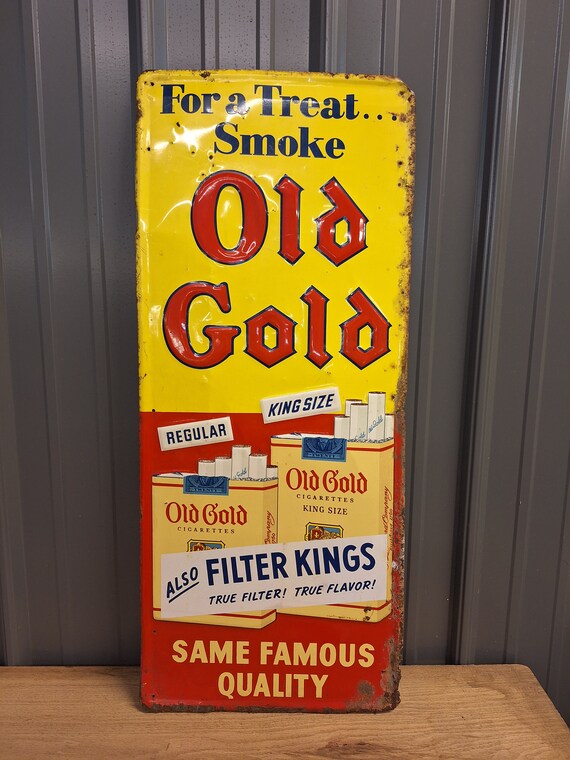 For a Treat...
Smoke
Old
Gold
REGULAR
KING SIZE
Old Gold
CIGARETTES
Old Gold
CIGARETTES
KING SIZE
ALSO FILTER KINGS
TRUE FILTER! TRUE FLAVOR!
SAME FAMOUS
QUALITY